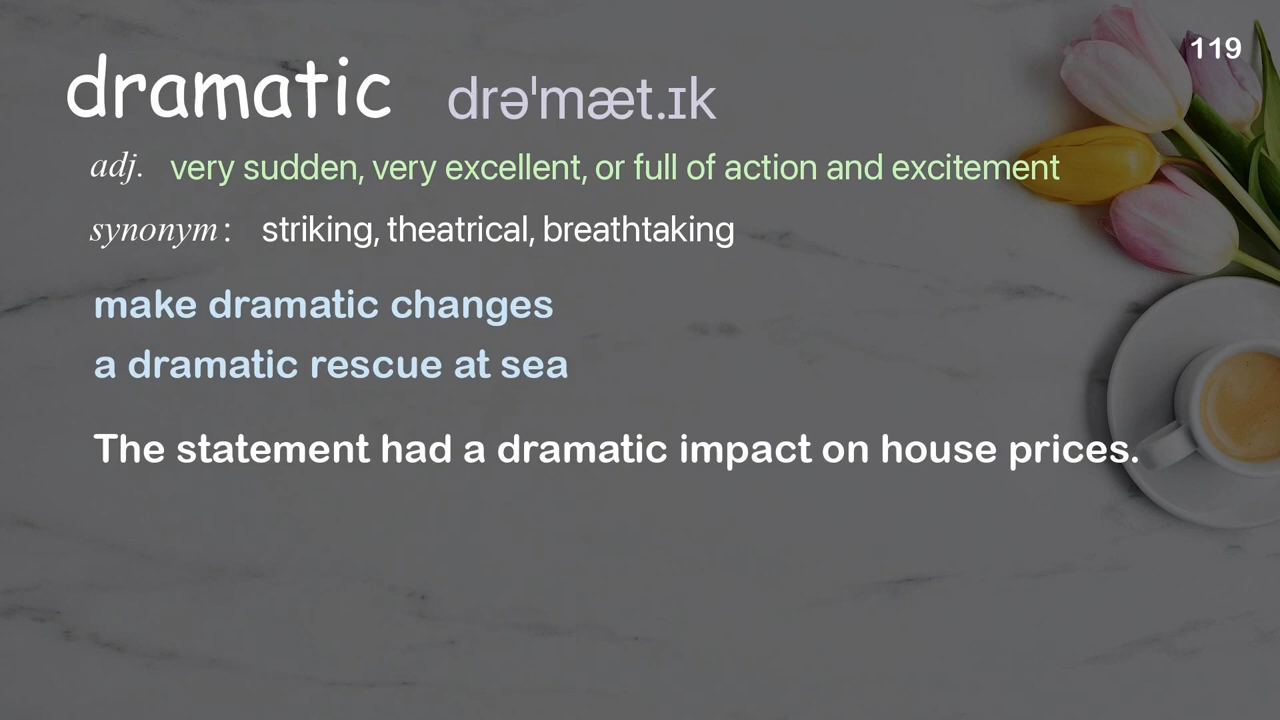 119
dramatic drəˈmæt.ɪk
adj. very sudden, very excellent, or full of action and excitement
synonym: striking, theatrical, breathtaking
make dramatic changes
a dramatic rescue at sea
The statement had a dramatic impact on house prices.